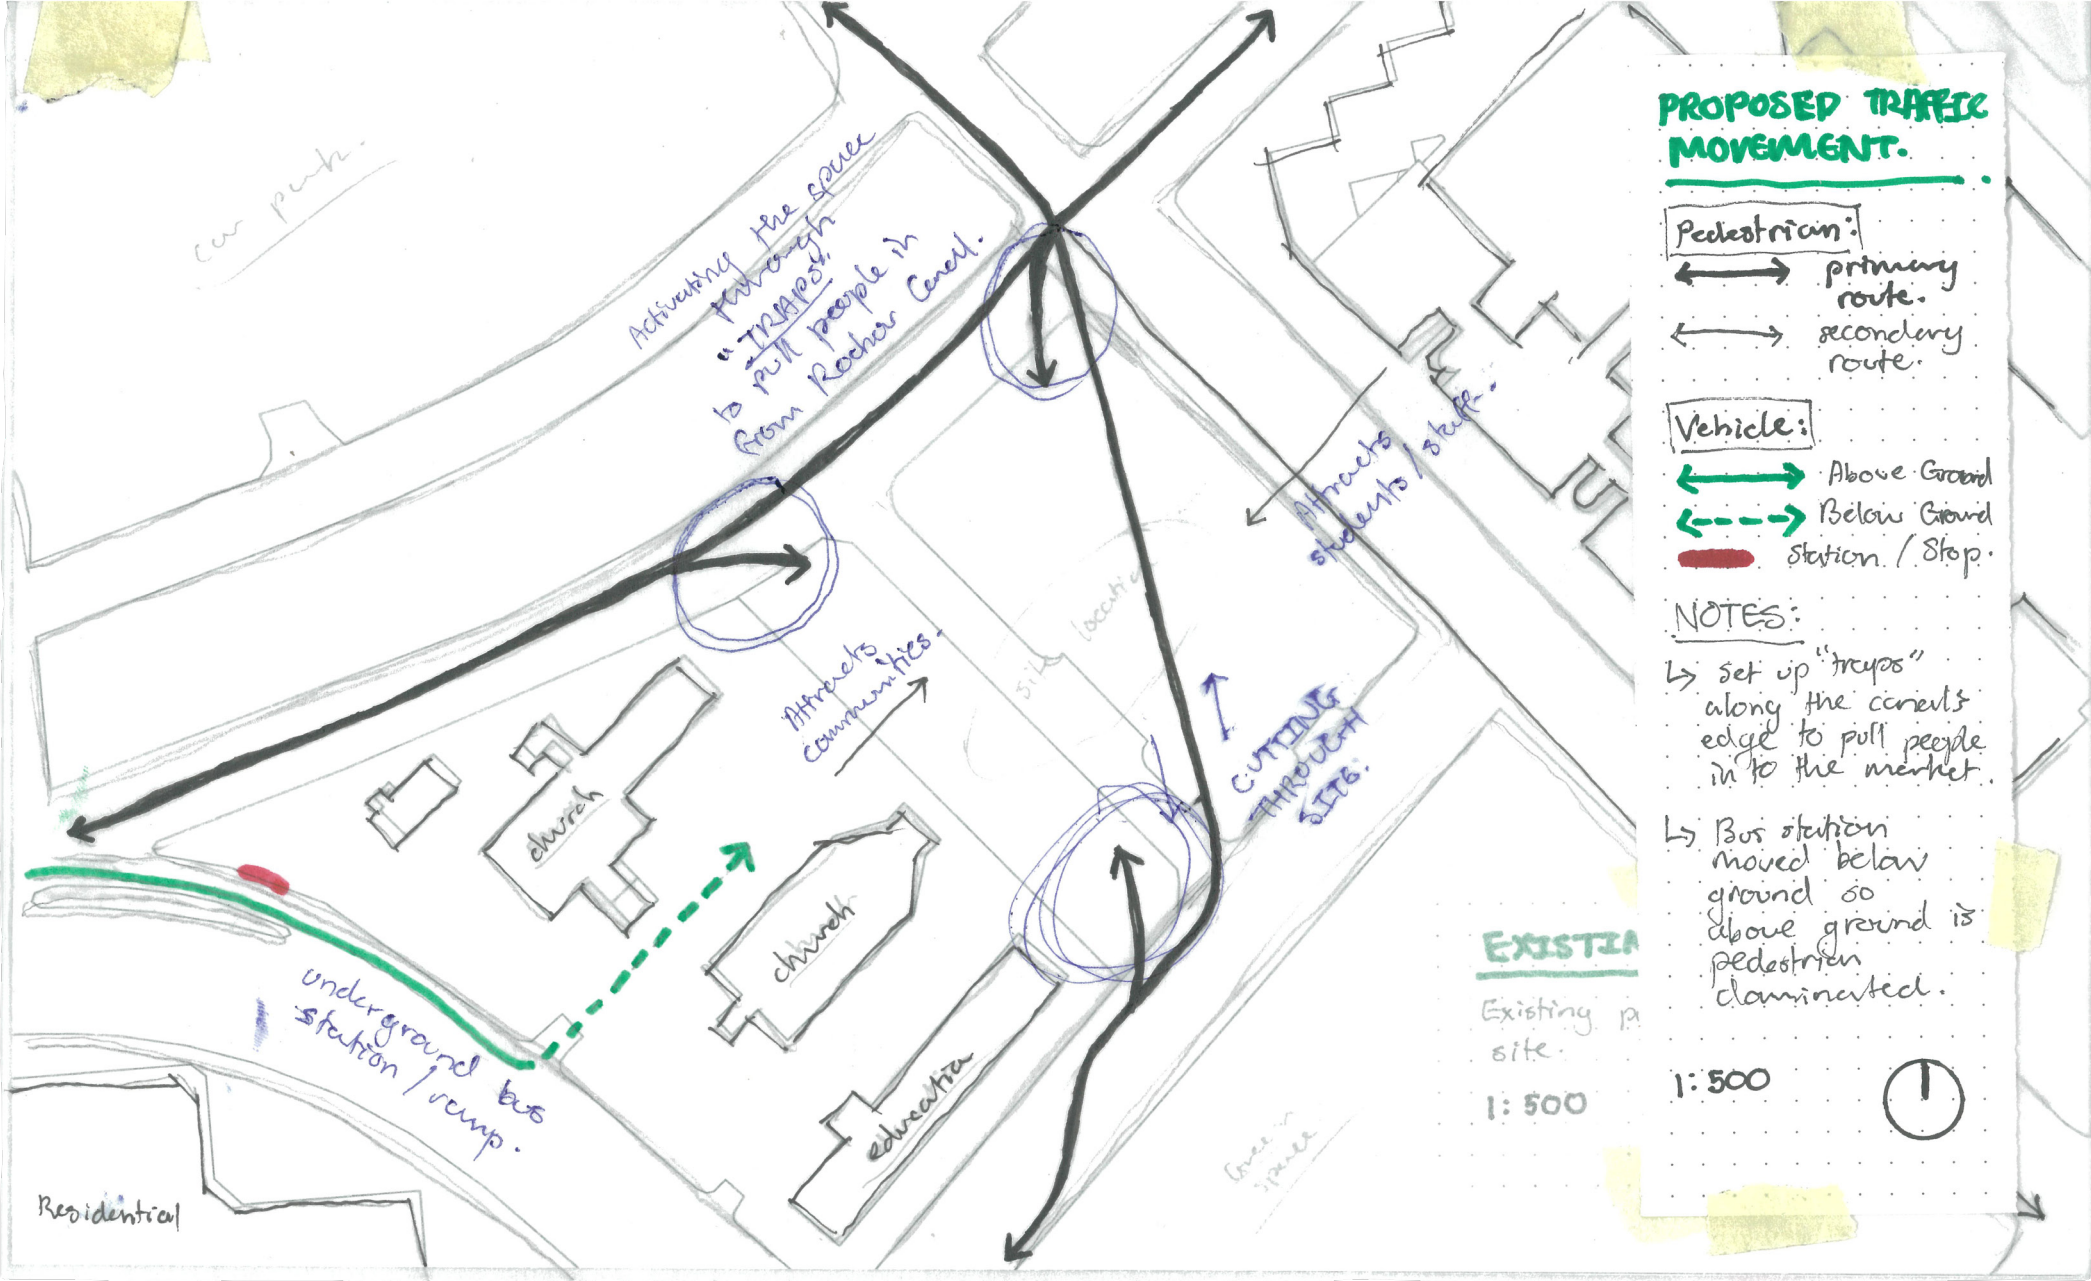 car park.
Activating the space
through
"TRAPS"
to pull people in
from Rochor Canal.
Attracts
students / staff.
site location
Attracts
communities.
CUTTING
THROUGH
SITE.
church
church
education
underground bus
station / ramp.
Residential
Green
space
EXISTIN
Existing p
site.
1:500
PROPOSED TRAFFIC
MOVEMENT.
Pedestrian:
primary
route.
secondary
route.
Vehicle:
Above Ground
Below Ground
Station / Stop.
NOTES:
↳ Set up "traps"
along the canal's
edge to pull people
in to the market.
↳ Bus station
moved below
ground so
above ground is
pedestrian
dominated.
1:500